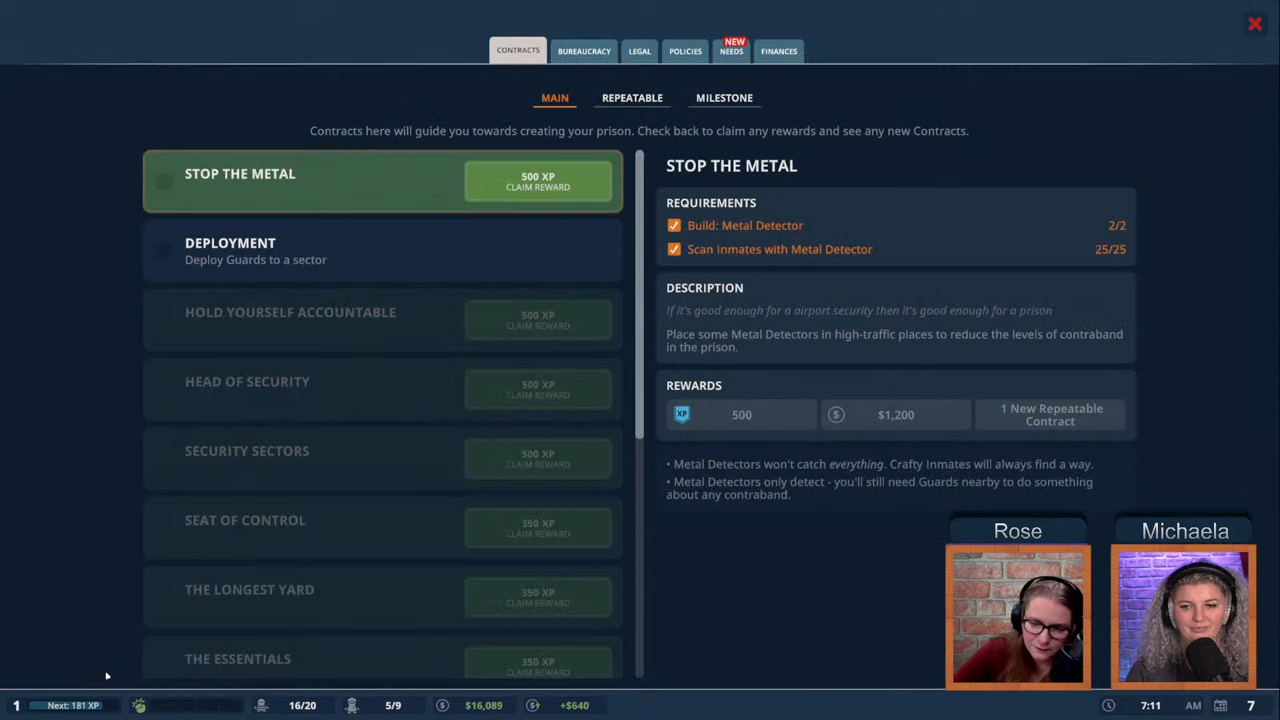 CONTRACTS
BUREAUCRACY
LEGAL
POLICIES
NEW
NEEDS
FINANCES
MAIN
REPEATABLE
MILESTONE
Contracts here will guide you towards creating your prison. Check back to claim any rewards and see any new Contracts.
STOP THE METAL
500 XP
CLAIM REWARD
DEPLOYMENT
Deploy Guards to a sector
HOLD YOURSELF ACCOUNTABLE
500 XP
CLAIM REWARD
HEAD OF SECURITY
500 XP
CLAIM REWARD
SECURITY SECTORS
500 XP
CLAIM REWARD
SEAT OF CONTROL
350 XP
CLAIM REWARD
THE LONGEST YARD
350 XP
CLAIM REWARD
THE ESSENTIALS
350 XP
CLAIM REWARD
STOP THE METAL
REQUIREMENTS
Build: Metal Detector 2/2
Scan Inmates with Metal Detector 25/25
DESCRIPTION
If it's good enough for a airport security then it's good enough for a prison
Place some Metal Detectors in high-traffic places to reduce the levels of contraband
in the prison.
REWARDS
XP 500
$ $1,200
1 New Repeatable
Contract
• Metal Detectors won't catch everything. Crafty Inmates will always find a way.
• Metal Detectors only detect - you'll still need Guards nearby to do something
about any contraband.
Rose
Michaela
1 Next: 181 XP 16/20 5/9 $ $16,089 $ +$640 7:11 AM 7